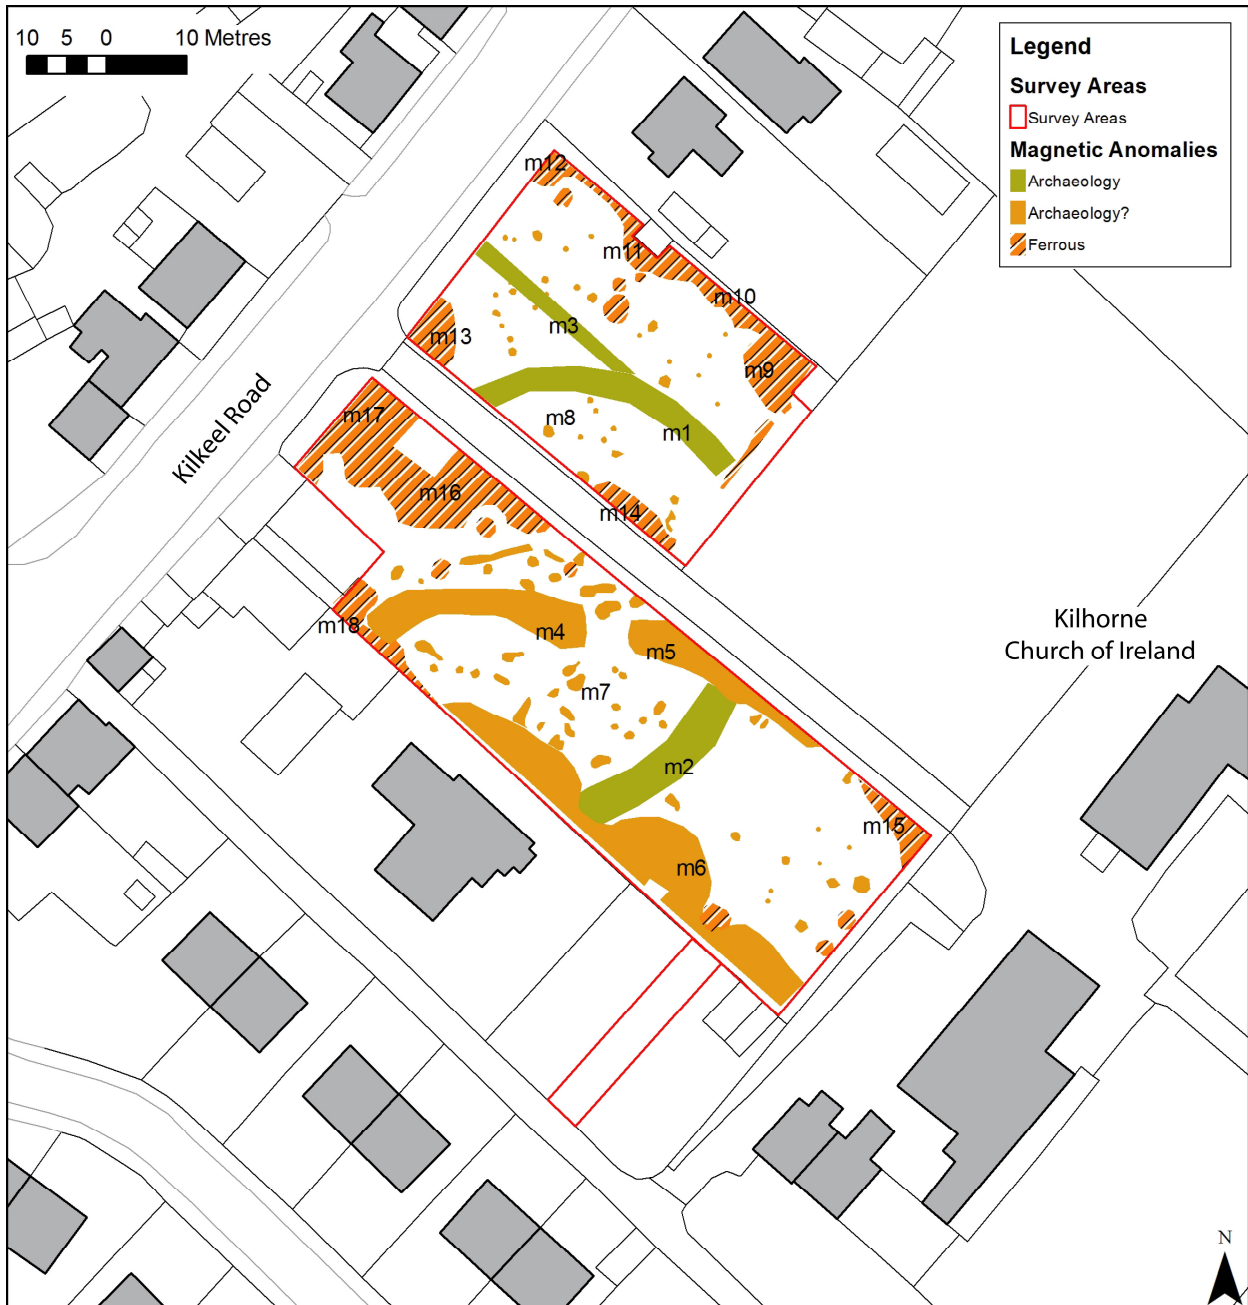 10 5 0 10 Metres
Legend
Survey Areas
Survey Areas
Magnetic Anomalies
Archaeology
Archaeology?
Ferrous
m12
m11
m10
m3
m13
m9
m8
m1
m17
m16
m14
Kilkeel Road
m18
m4
m5
m7
m2
m15
m6
Kilhorne
Church of Ireland
N